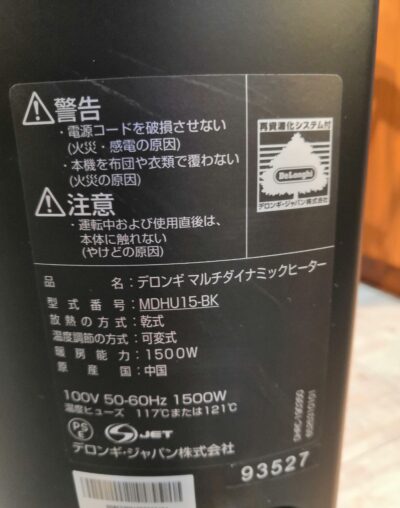 警告
・電源コードを破損させない
(火災・感電の原因)
・本機を布団や衣類で覆わない
(火災の原因)
注意
・運転中および使用直後は、
本体に触れない
(やけどの原因)
再資源化システム付
DeLonghi
デロンギ・ジャパン株式会社
品名：デロンギ マルチダイナミックヒーター
型式番号：MDHU15-BK
放熱の方式：乾式
温度調節の方式：可変式
暖房能力：1500W
原産国：中国
100V 50-60Hz 1500W
温度ヒューズ 117℃または121℃
PSE
JET
デロンギ・ジャパン株式会社
93527